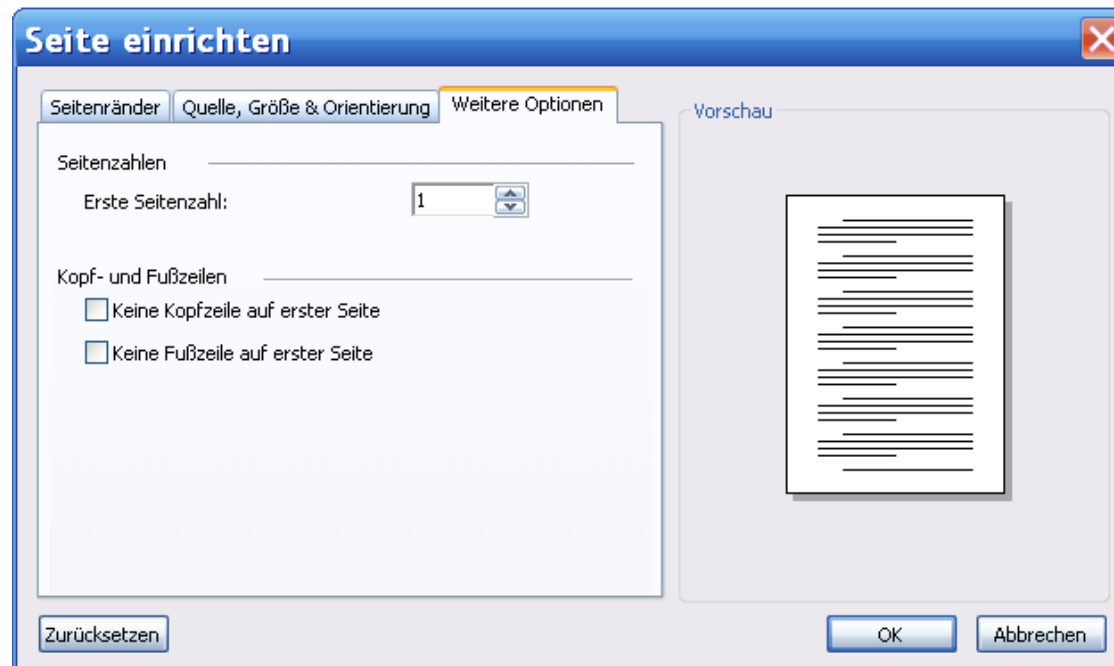 Seite einrichten
Seitenränder Quelle, Größe & Orientierung Weitere Optionen
Vorschau
Seitenzahlen
Erste Seitenzahl: 1
Kopf- und Fußzeilen
Keine Kopfzeile auf erster Seite
Keine Fußzeile auf erster Seite
Zurücksetzen OK Abbrechen